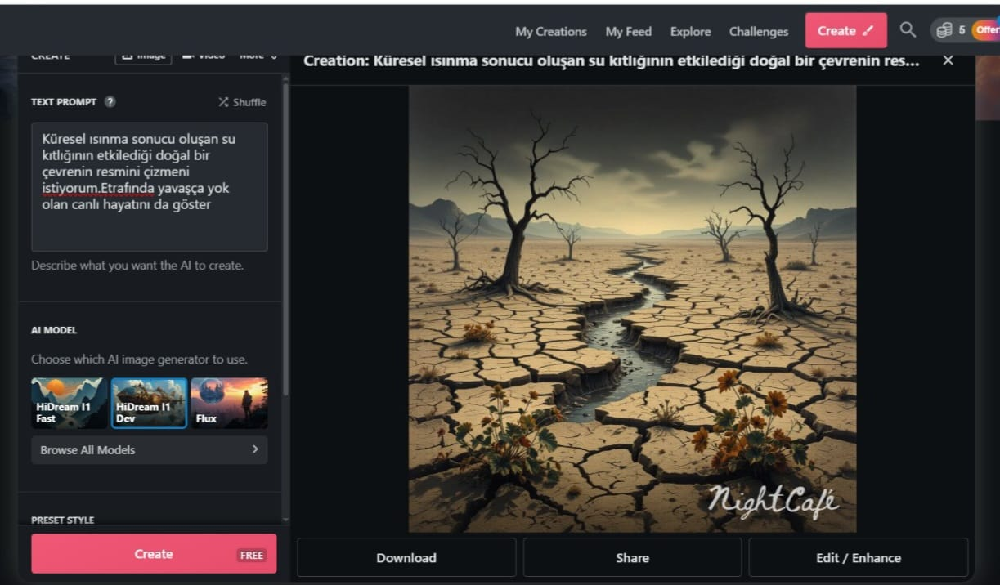 My Creations My Feed Explore Challenges Create 5 Offer
CREATE Image Video More
Creation: Küresel ısınma sonucu oluşan su kıtlığının etkilediği doğal bir çevrenin res...
TEXT PROMPT ? Shuffle
Küresel ısınma sonucu oluşan su
kıtlığının etkilediği doğal bir
çevrenin resmini çizmeni
istiyorum.Etrafında yavaşça yok
olan canlı hayatını da göster
Describe what you want the AI to create.
AI MODEL
Choose which AI image generator to use.
HiDream I1
Fast
HiDream I1
Dev
Flux
Browse All Models
PRESET STYLE
Create FREE
NightCafé
Download Share Edit / Enhance